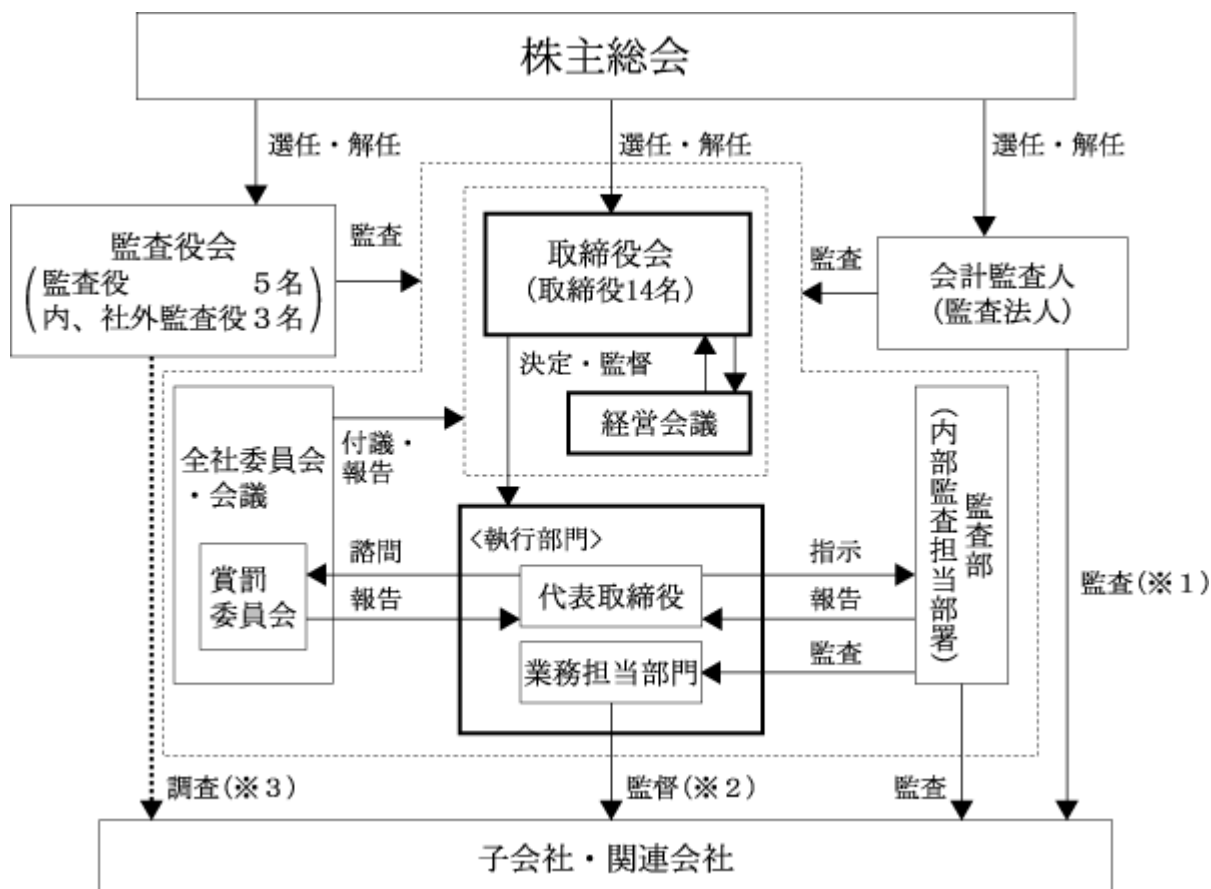 株主総会
選任・解任
選任・解任
選任・解任
監査役会
(監査役 5名
内、社外監査役3名)
監査
取締役会
(取締役14名)
監査
会計監査人
(監査法人)
決定・監督
経営会議
全社委員会
・会議
付議・
報告
賞罰
委員会
諮問
報告
<執行部門>
代表取締役
業務担当部門
指示
報告
監査
監査部
(内部監査担当部署)
監査(※1)
調査(※3)
監督(※2)
監査
子会社・関連会社